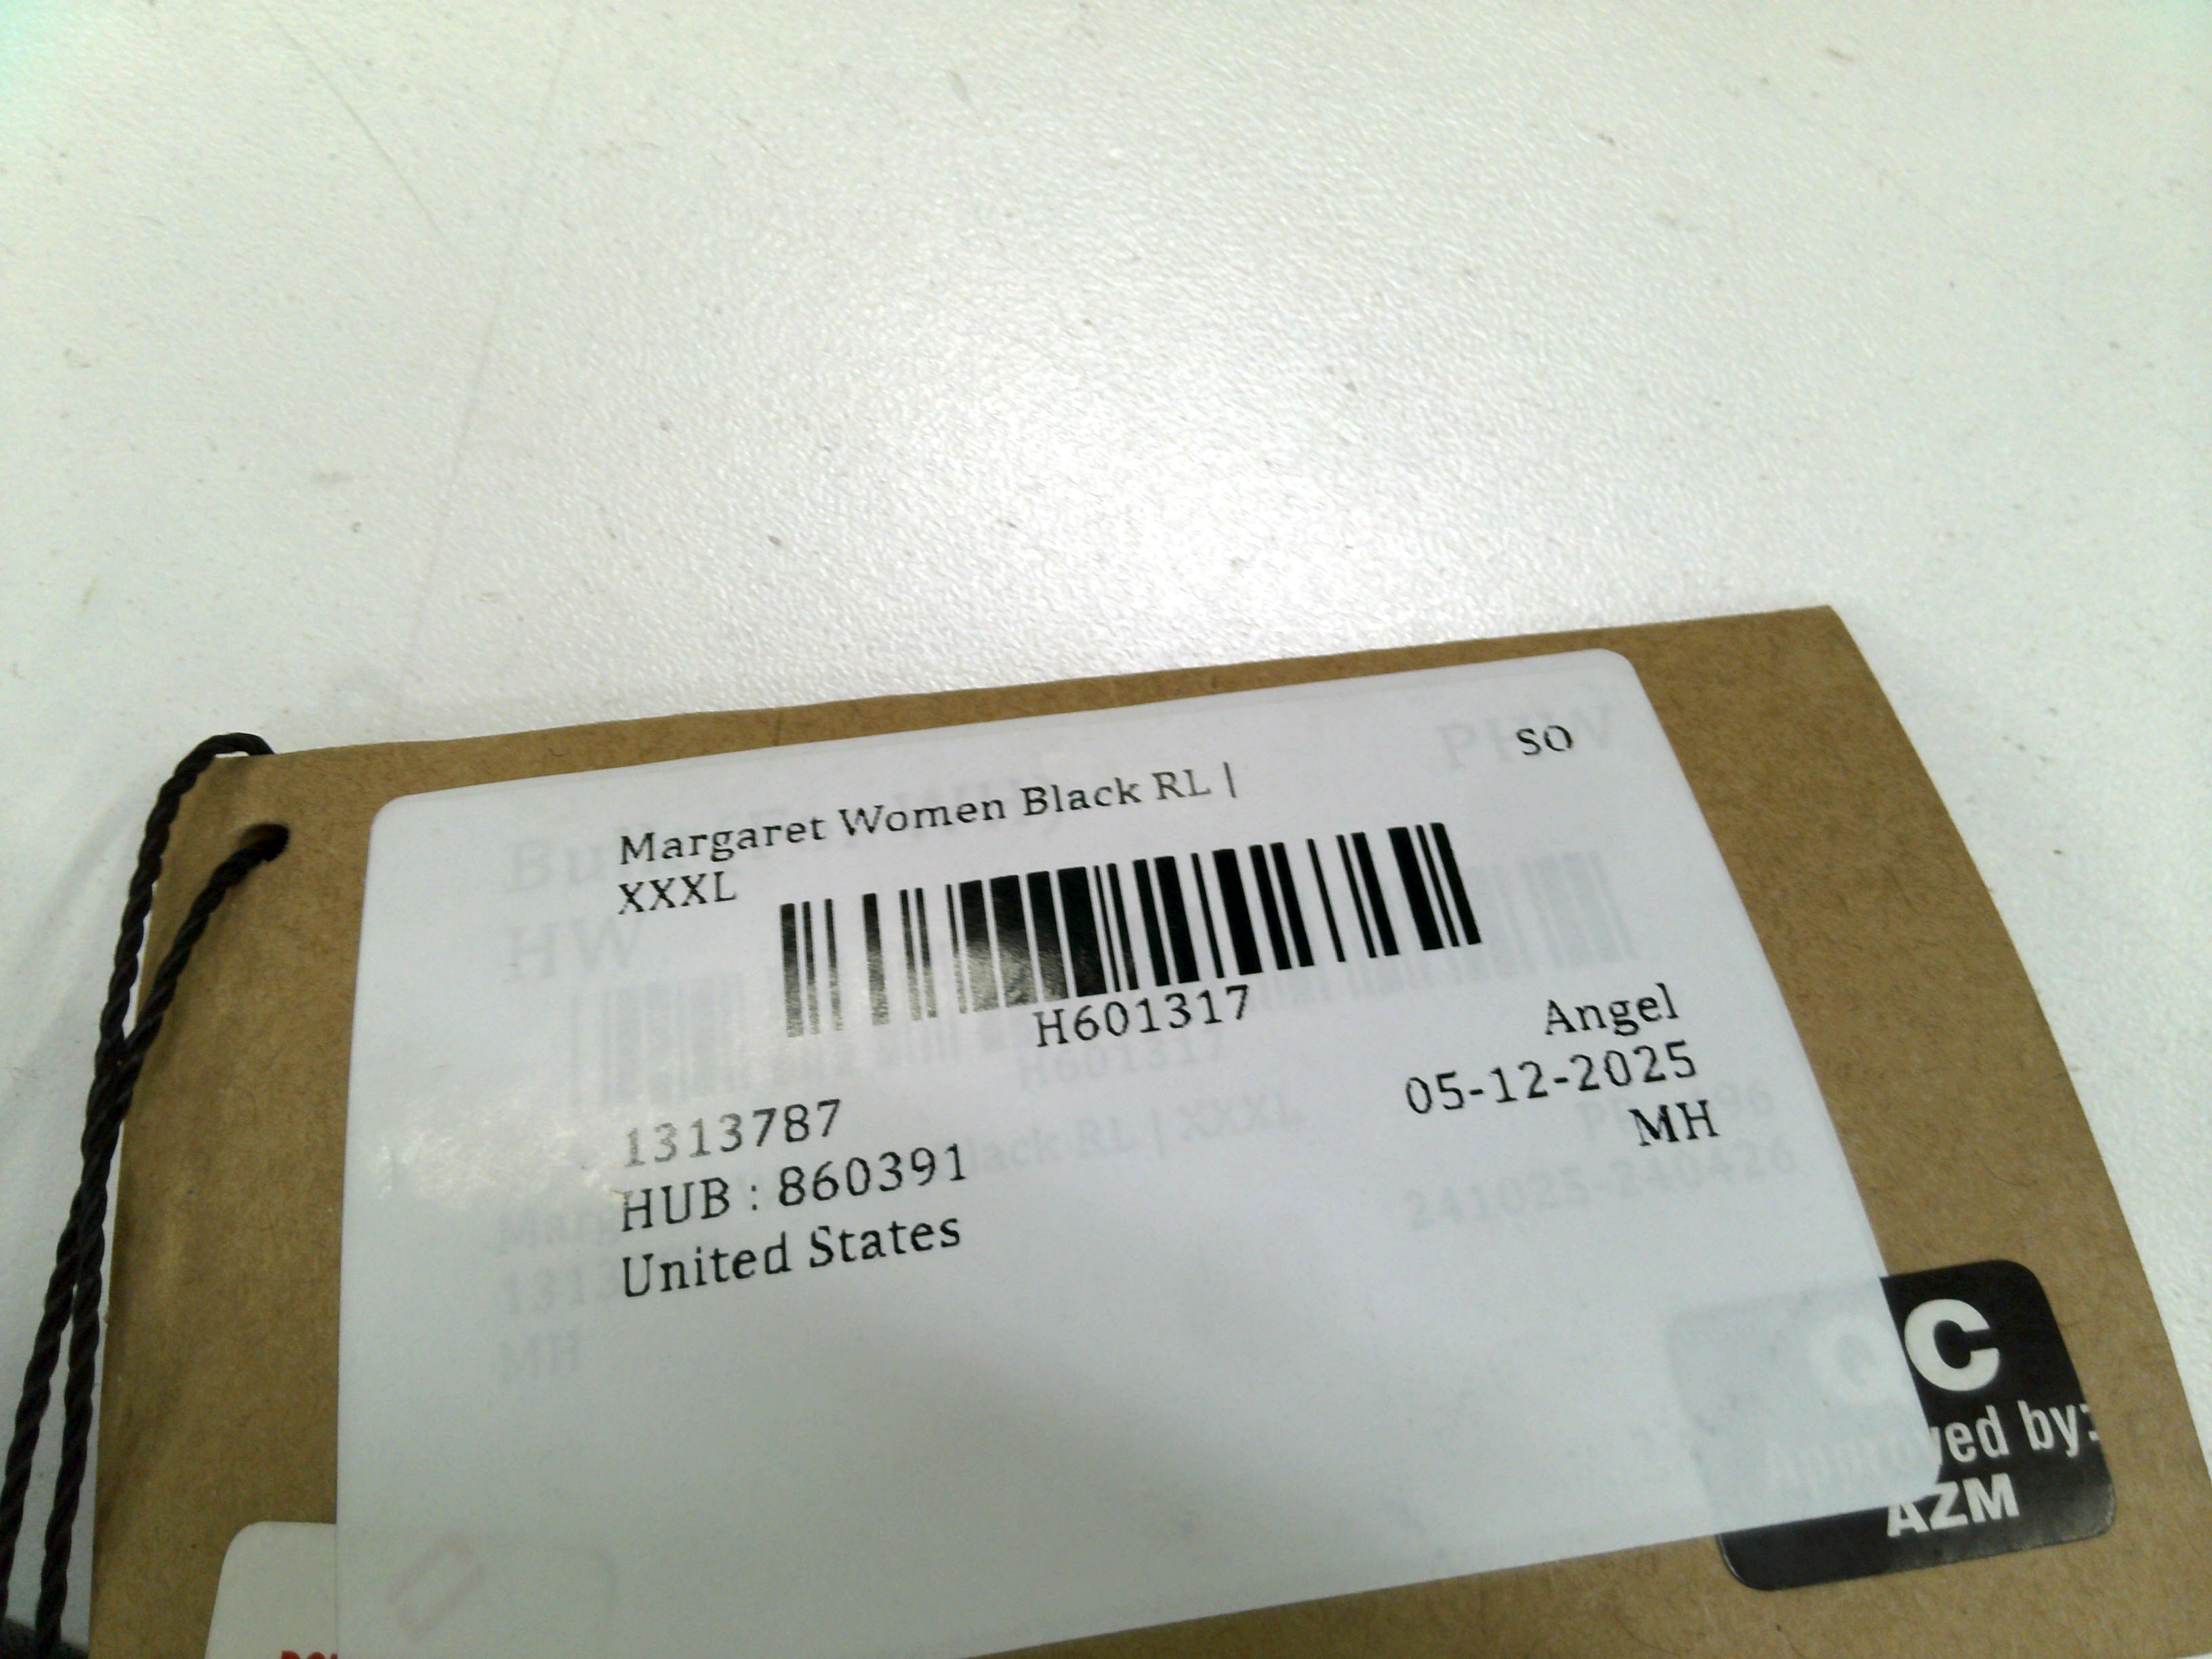 SO
Margaret Women Black RL |
XXXL
H601317
Angel
1313787
05-12-2025
HUB : 860391
MH
United States
QC
Approved by:
AZM